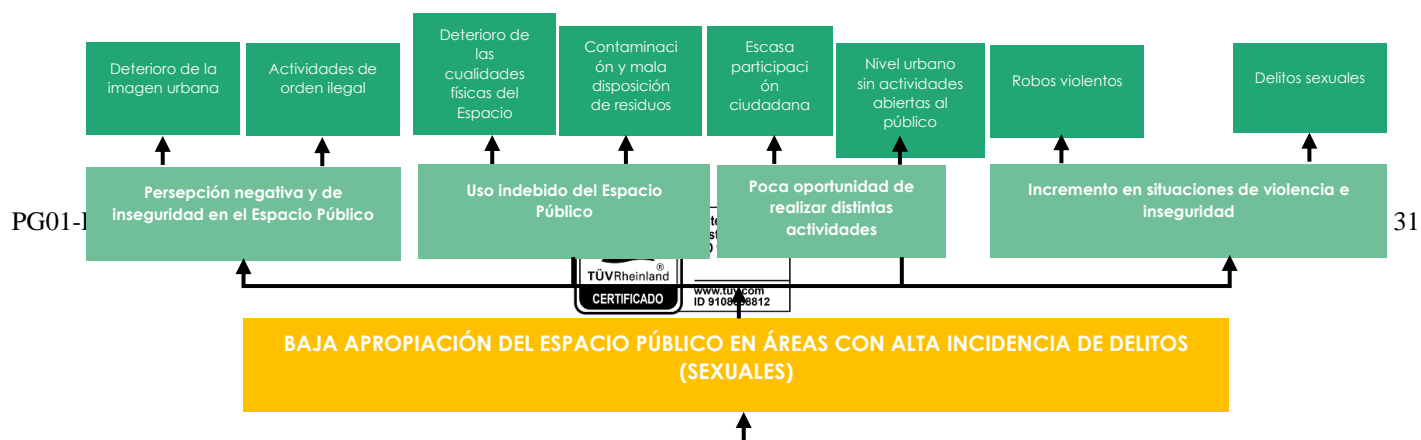 Deterioro de la
imagen urbana
Actividades de
orden ilegal
Deterioro de
las
cualidades
físicas del
Espacio
Contaminaci
ón y mala
disposición
de residuos
Escasa
participaci
ón
ciudadana
Nivel urbano
sin actividades
abiertas al
público
Robos violentos
Delitos sexuales
Persepción negativa y de
inseguridad en el Espacio Público
Uso indebido del Espacio
Público
Poca oportunidad de
realizar distintas
actividades
Incremento en situaciones de violencia e
inseguridad
PG01-
31
TÜVRheinland
®
CERTIFICADO
www.tuv.com
BAJA APROPIACIÓN DEL ESPACIO PÚBLICO EN ÁREAS CON ALTA INCIDENCIA DE DELITOS
(SEXUALES)